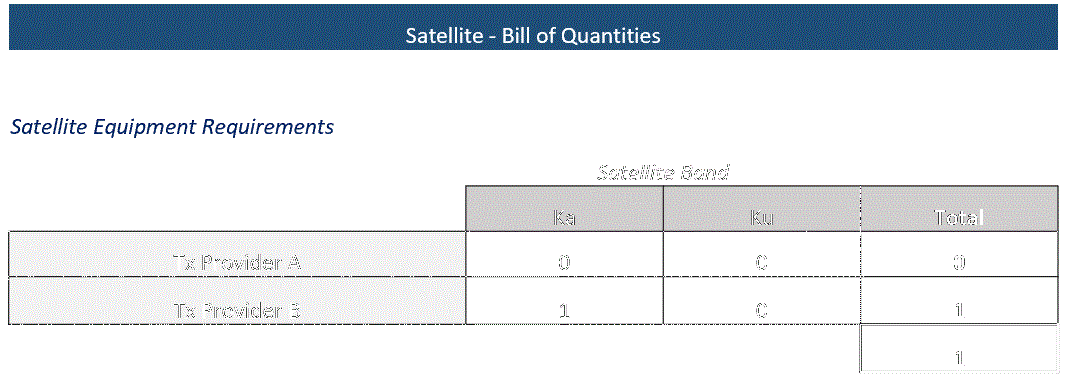 Satellite - Bill of Quantities
Satellite Equipment Requirements
Satellite Band
Ka Ku Total
Tx Provider A 0 0 0
Tx Provider B 1 0 1
1